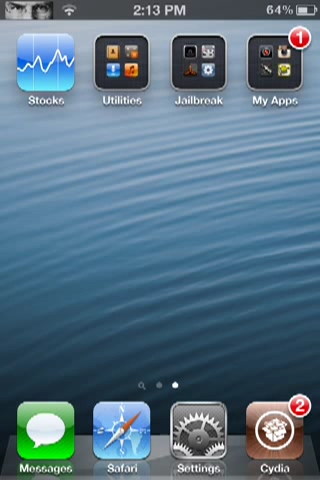 2:13 PM 64%
1
Stocks Utilities Jailbreak My Apps
2
Messages Safari Settings Cydia